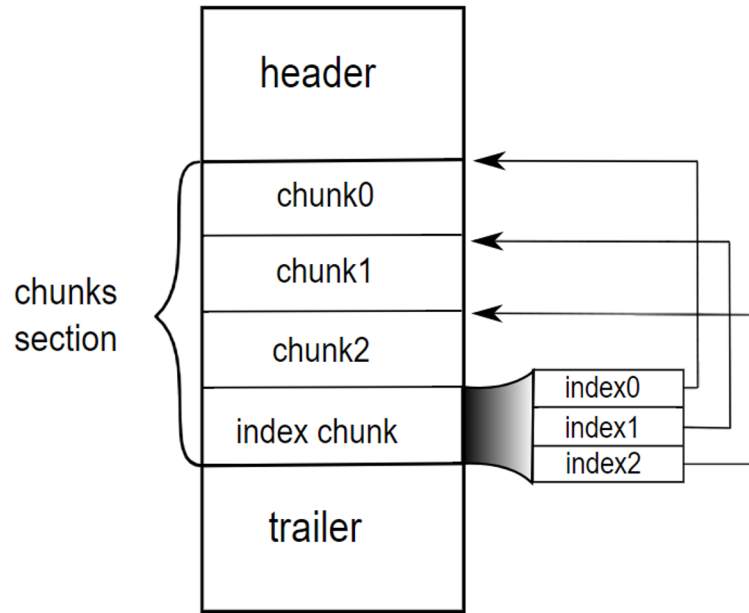 header
chunk0
chunk1
chunks
section
chunk2
index0
index chunk
index1
index2
trailer